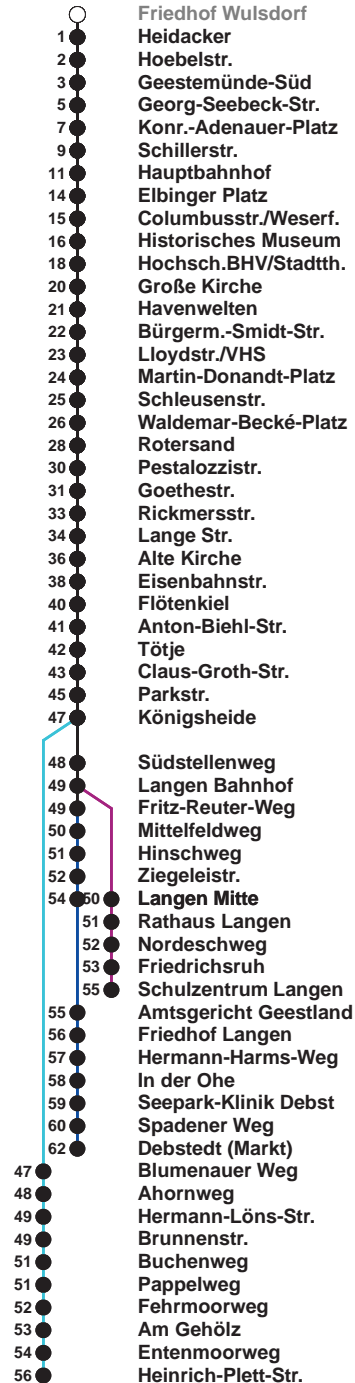 Friedhof Wulsdorf
1 Heidacker
2 Hoebelstr.
3 Geestemünde-Süd
5 Georg-Seebeck-Str.
7 Konr.-Adenauer-Platz
9 Schillerstr.
11 Hauptbahnhof
14 Elbinger Platz
15 Columbusstr./Weserf.
16 Historisches Museum
18 Hochsch.BHV/Stadtth.
20 Große Kirche
21 Havenwelten
22 Bürgerm.-Smidt-Str.
23 Lloydstr./VHS
24 Martin-Donandt-Platz
25 Schleusenstr.
26 Waldemar-Becké-Platz
28 Rotersand
30 Pestalozzistr.
31 Goethestr.
33 Rickmersstr.
34 Lange Str.
36 Alte Kirche
38 Eisenbahnstr.
40 Flötenkiel
41 Anton-Biehl-Str.
42 Tötje
43 Claus-Groth-Str.
45 Parkstr.
47 Königsheide
48 Südstellenweg
49 Langen Bahnhof
49 Fritz-Reuter-Weg
50 Mittelfeldweg
51 Hinschweg
52 Ziegeleistr.
54 50 Langen Mitte
51 Rathaus Langen
52 Nordeschweg
53 Friedrichsruh
55 Schulzentrum Langen
55 Amtsgericht Geestland
56 Friedhof Langen
57 Hermann-Harms-Weg
58 In der Ohe
59 Seepark-Klinik Debst
60 Spadener Weg
62 Debstedt (Markt)
47 Blumenauer Weg
48 Ahornweg
49 Hermann-Löns-Str.
49 Brunnenstr.
51 Buchenweg
51 Pappelweg
52 Fehrmoorweg
53 Am Gehölz
54 Entenmoorweg
56 Heinrich-Plett-Str.